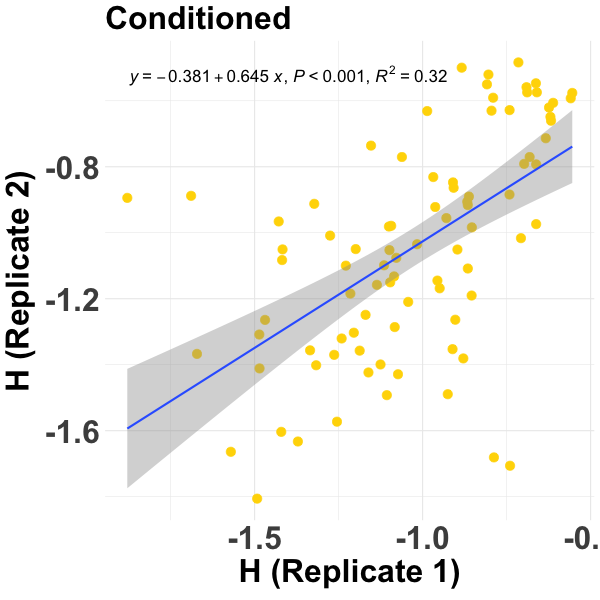 Conditioned
y = −0.381 + 0.645 x, P < 0.001, R² = 0.32
H (Replicate 2)
-0.8
-1.2
-1.6
-1.5 -1.0 -0.
H (Replicate 1)